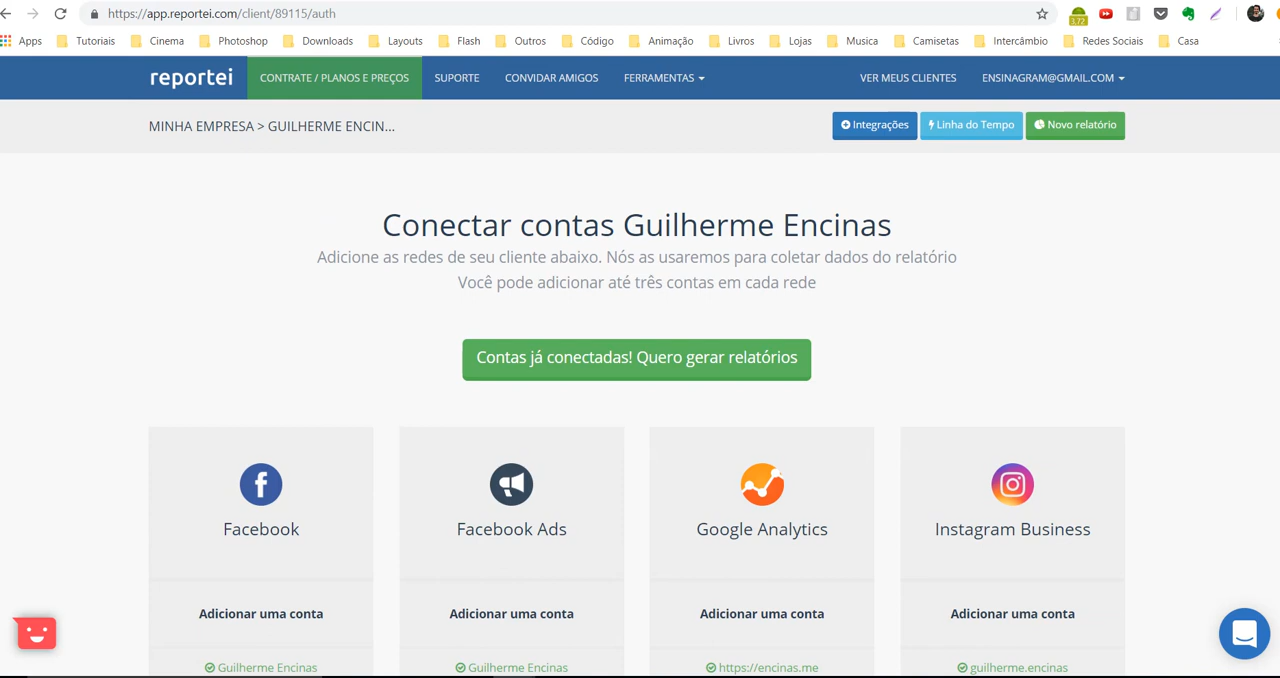 https://app.reportei.com/client/89115/auth
3.72
Apps Tutoriais Cinema Photoshop Downloads Layouts Flash Outros Código Animação Livros Lojas Musica Camisetas Intercâmbio Redes Sociais Casa
reportei CONTRATE / PLANOS E PREÇOS SUPORTE CONVIDAR AMIGOS FERRAMENTAS VER MEUS CLIENTES ENSINAGRAM@GMAIL.COM
MINHA EMPRESA > GUILHERME ENCIN... Integrações Linha do Tempo Novo relatório
Conectar contas Guilherme Encinas
Adicione as redes de seu cliente abaixo. Nós as usaremos para coletar dados do relatório
Você pode adicionar até três contas em cada rede
Contas já conectadas! Quero gerar relatórios
Facebook Facebook Ads Google Analytics Instagram Business
Adicionar uma conta Adicionar uma conta Adicionar uma conta Adicionar uma conta
Guilherme Encinas Guilherme Encinas https://encinas.me guilherme.encinas